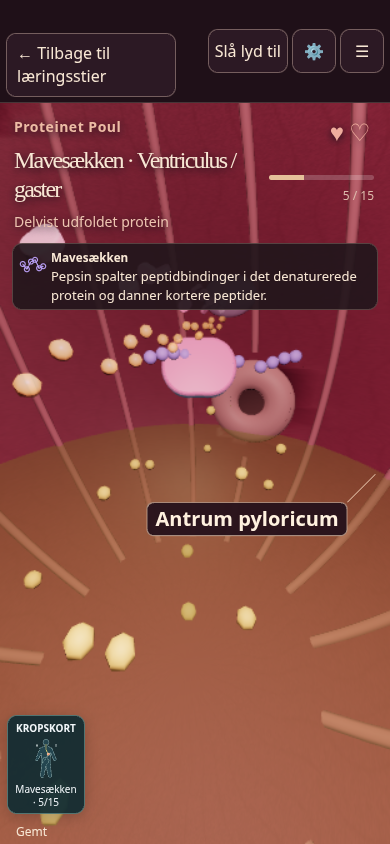 ← Tilbage til
læringsstier
Slå lyd til
Proteinet Poul
Mavesækken · Ventriculus /
gaster
5 / 15
Delvist udfoldet protein
Mavesækken
Pepsin spalter peptidbindinger i det denaturerede
protein og danner kortere peptider.
Antrum pyloricum
KROPSKORT
Mavesækken
· 5/15
Gemt